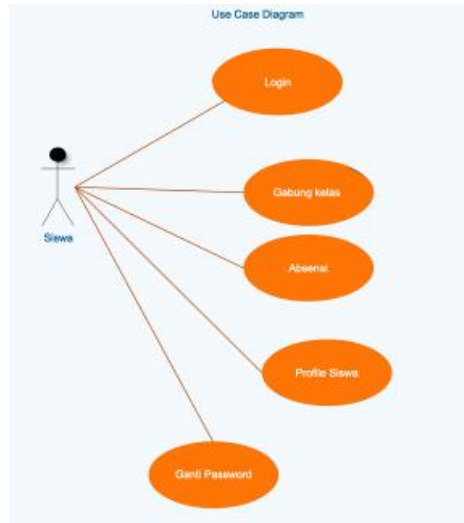 Use Case Diagram
Login
Gabung kelas
Siswa
Absensi
Profile Siswa
Ganti Password